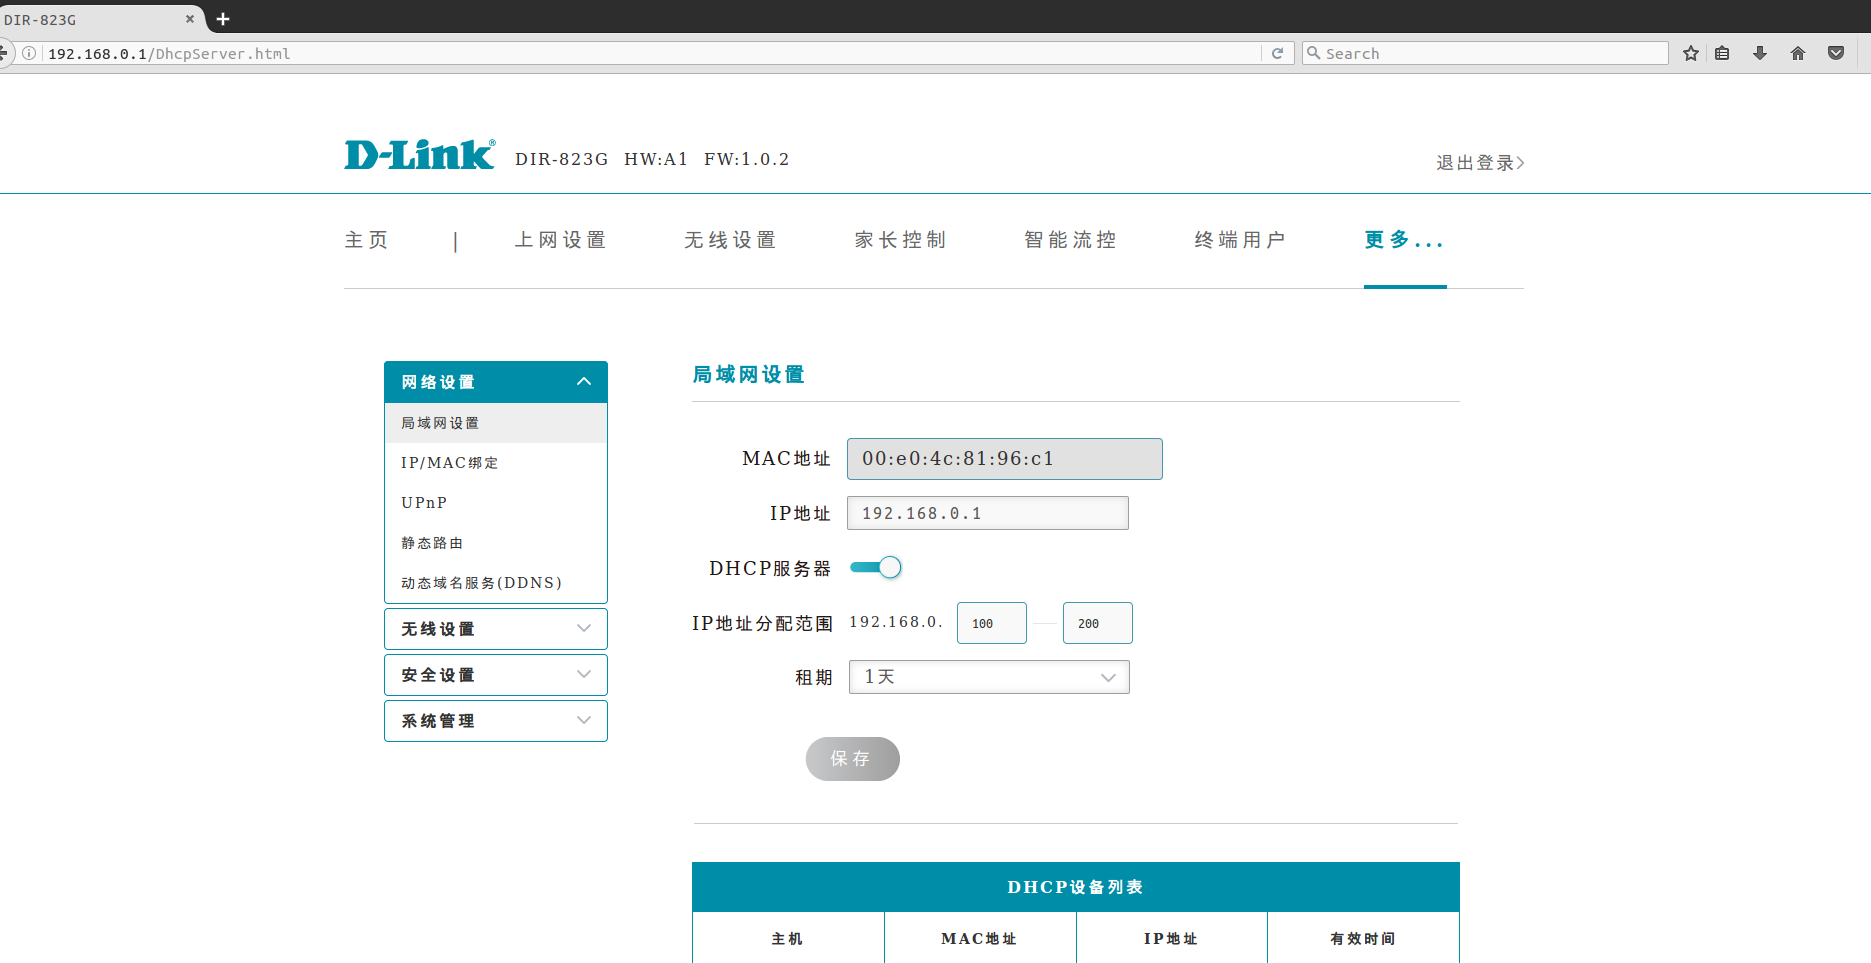 DIR-823G
192.168.0.1/DhcpServer.html
Search
D-Link® DIR-823G HW:A1 FW:1.0.2
退出登录
主页 | 上网设置 无线设置 家长控制 智能流控 终端用户 更多...
网络设置
局域网设置
IP/MAC绑定
UPnP
静态路由
动态域名服务(DDNS)
无线设置
安全设置
系统管理
局域网设置
MAC地址 00:e0:4c:81:96:c1
IP地址 192.168.0.1
DHCP服务器
IP地址分配范围 192.168.0. 100 — 200
租期 1天
保存
DHCP设备列表
主机 MAC地址 IP地址 有效时间